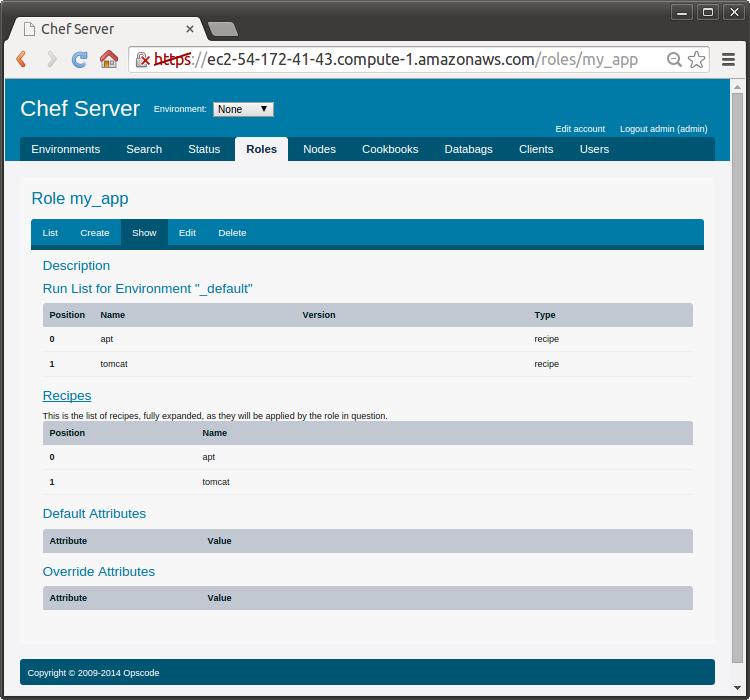 Chef Server
https://ec2-54-172-41-43.compute-1.amazonaws.com/roles/my_app
Chef Server Environment: None
Edit account Logout admin (admin)
Environments Search Status Roles Nodes Cookbooks Databags Clients Users
Role my_app
List Create Show Edit Delete
Description
Run List for Environment "_default"
Position Name Version Type
0 apt recipe
1 tomcat recipe
Recipes
This is the list of recipes, fully expanded, as they will be applied by the role in question.
Position Name
0 apt
1 tomcat
Default Attributes
Attribute Value
Override Attributes
Attribute Value
Copyright © 2009-2014 Opscode